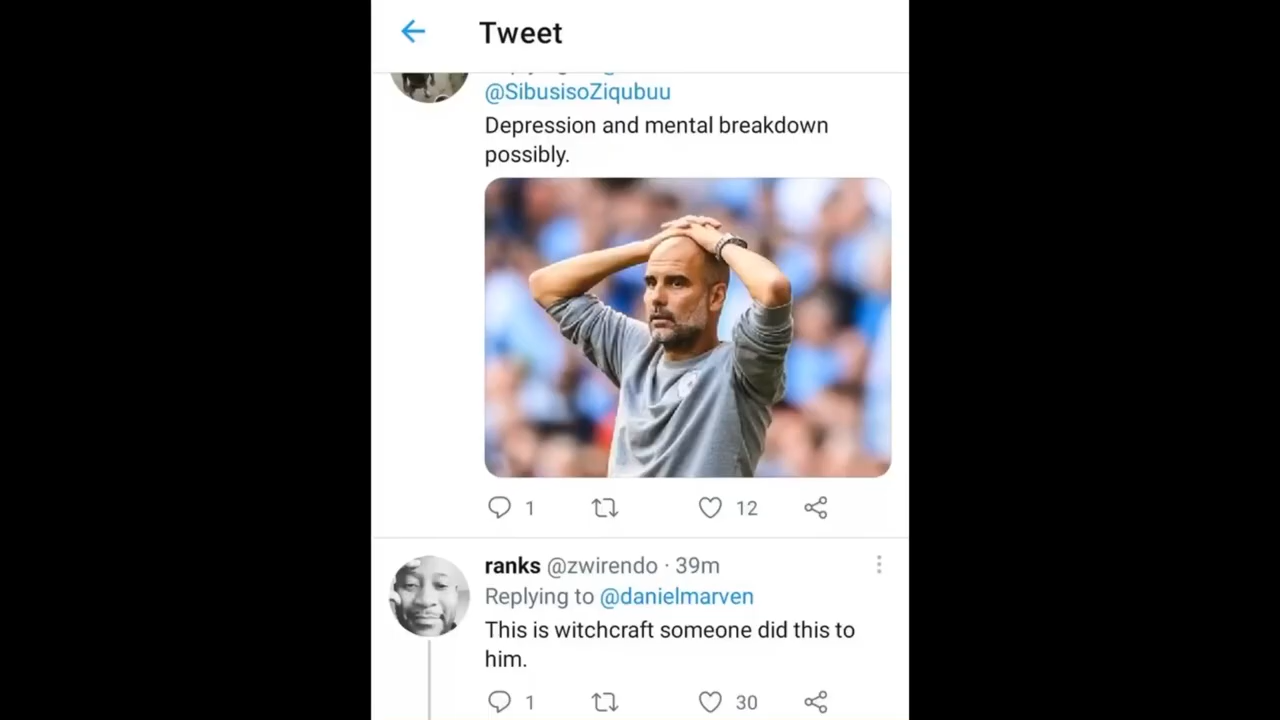 Tweet
@SibusisoZiqubuu
Depression and mental breakdown
possibly.
1 12
ranks @zwirendo · 39m
Replying to @danielmarven
This is witchcraft someone did this to
him.
1 30